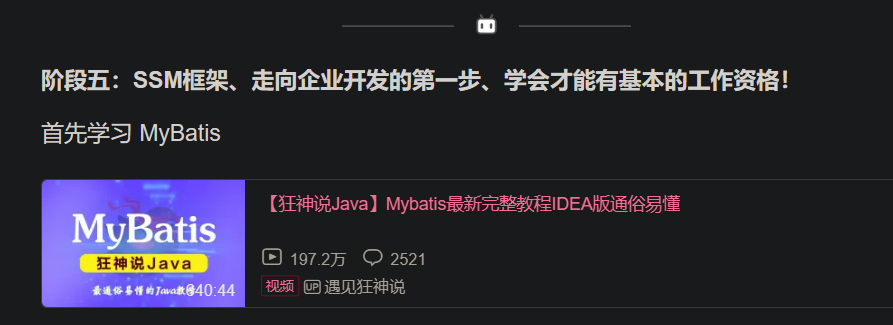 阶段五：SSM框架、走向企业开发的第一步、学会才能有基本的工作资格！
首先学习 MyBatis
MyBatis
狂神说Java
最通俗易懂的Java教程
840:44
【狂神说Java】Mybatis最新完整教程IDEA版通俗易懂
197.2万 2521
视频 UP 遇见狂神说